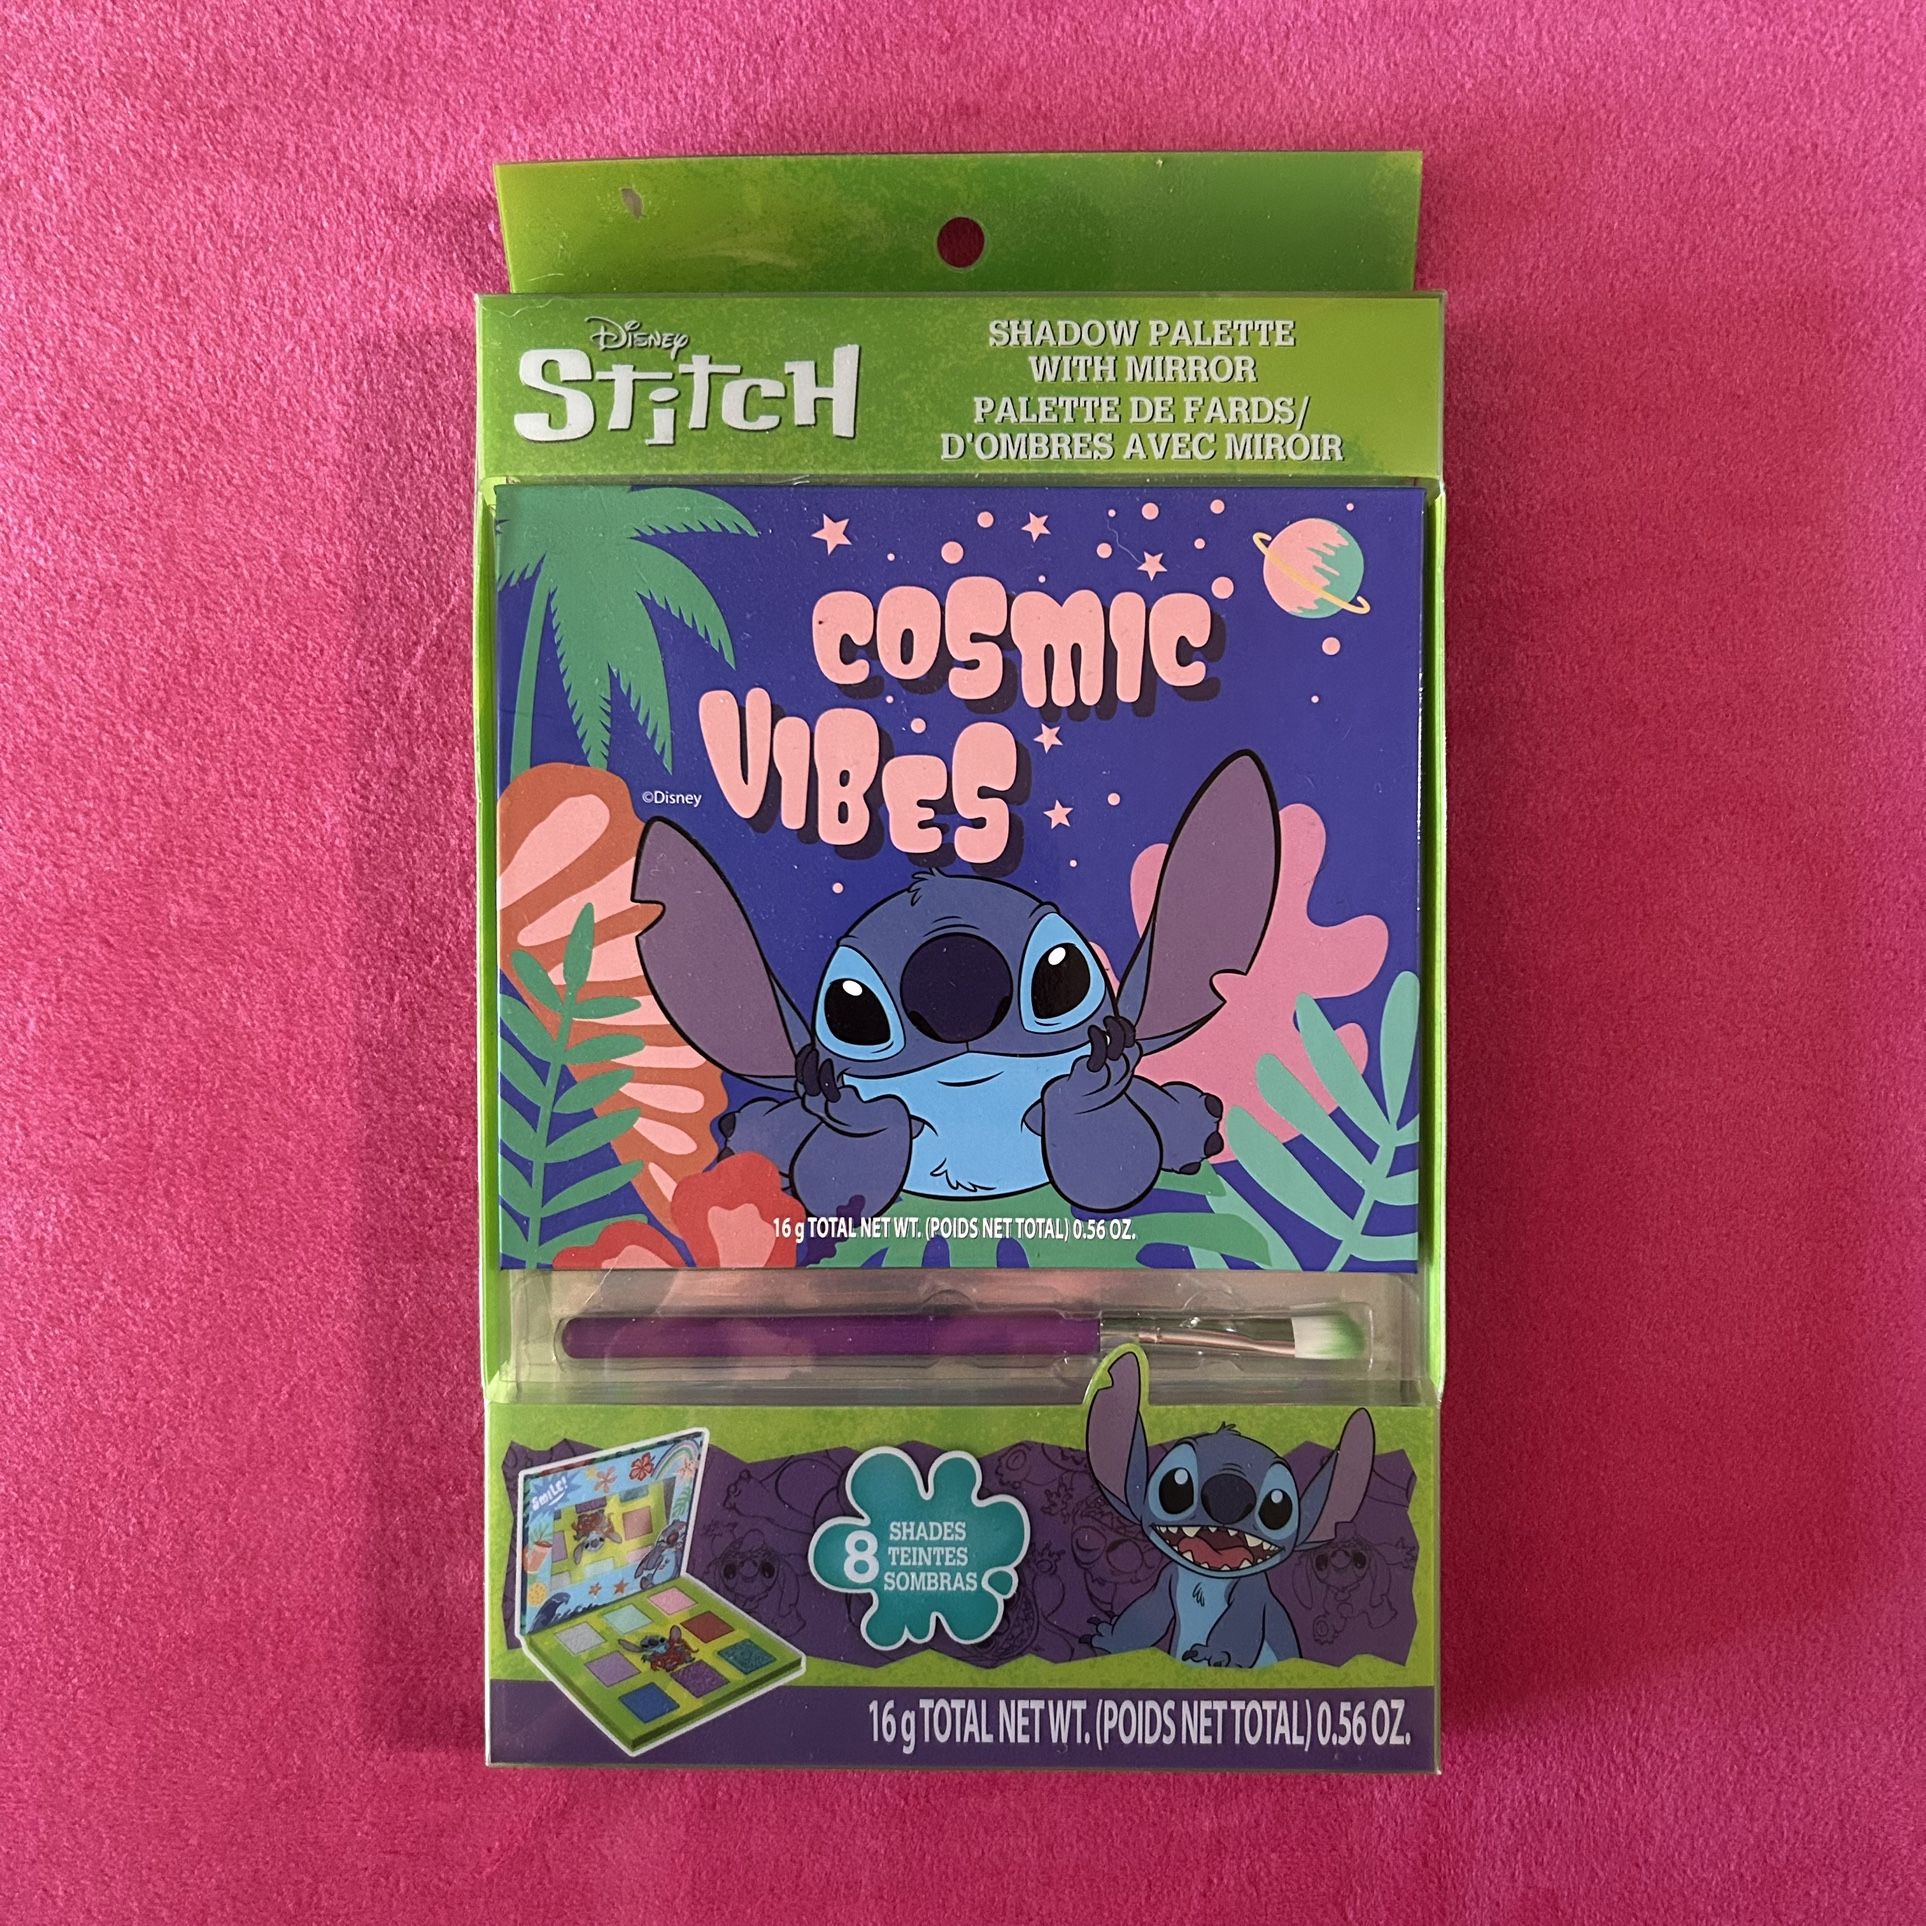 Disney
Stitch
SHADOW PALETTE
WITH MIRROR
PALETTE DE FARDS/
D'OMBRES AVEC MIROIR
COSMIC
VIBES
©Disney
16 g TOTAL NET WT. (POIDS NET TOTAL) 0.56 OZ.
SMILE!
8
SHADES
TEINTES
SOMBRAS
16 g TOTAL NET WT. (POIDS NET TOTAL) 0.56 OZ.